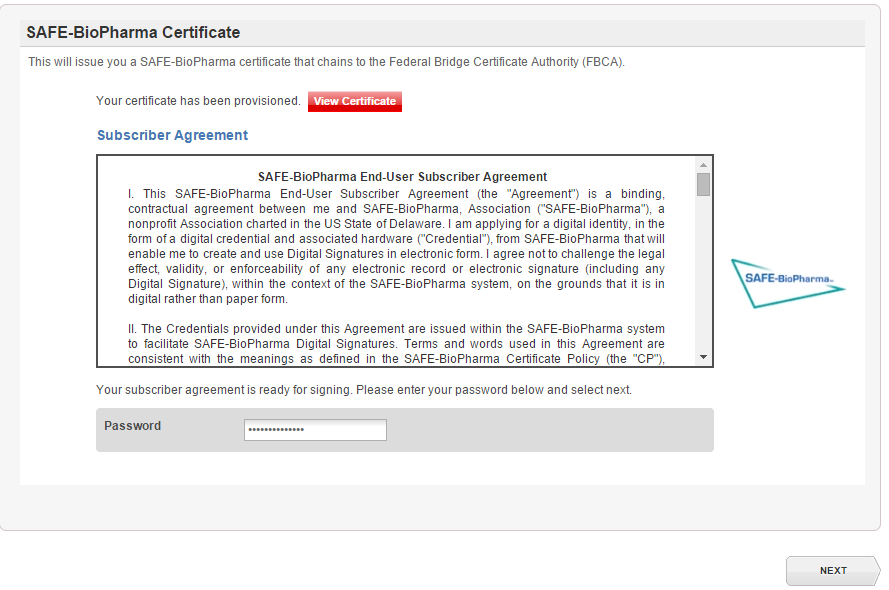 SAFE-BioPharma Certificate
This will issue you a SAFE-BioPharma certificate that chains to the Federal Bridge Certificate Authority (FBCA).
Your certificate has been provisioned. View Certificate
Subscriber Agreement
SAFE-BioPharma End-User Subscriber Agreement
I. This SAFE-BioPharma End-User Subscriber Agreement (the "Agreement") is a binding,
contractual agreement between me and SAFE-BioPharma, Association ("SAFE-BioPharma"), a
nonprofit Association charted in the US State of Delaware. I am applying for a digital identity, in the
form of a digital credential and associated hardware ("Credential"), from SAFE-BioPharma that will
enable me to create and use Digital Signatures in electronic form. I agree not to challenge the legal
effect, validity, or enforceability of any electronic record or electronic signature (including any
Digital Signature), within the context of the SAFE-BioPharma system, on the grounds that it is in
digital rather than paper form.
II. The Credentials provided under this Agreement are issued within the SAFE-BioPharma system
to facilitate SAFE-BioPharma Digital Signatures. Terms and words used in this Agreement are
consistent with the meanings as defined in the SAFE-BioPharma Certificate Policy (the "CP"),
SAFE-BioPharma™
Your subscriber agreement is ready for signing. Please enter your password below and select next.
Password ••••••••••••••
NEXT